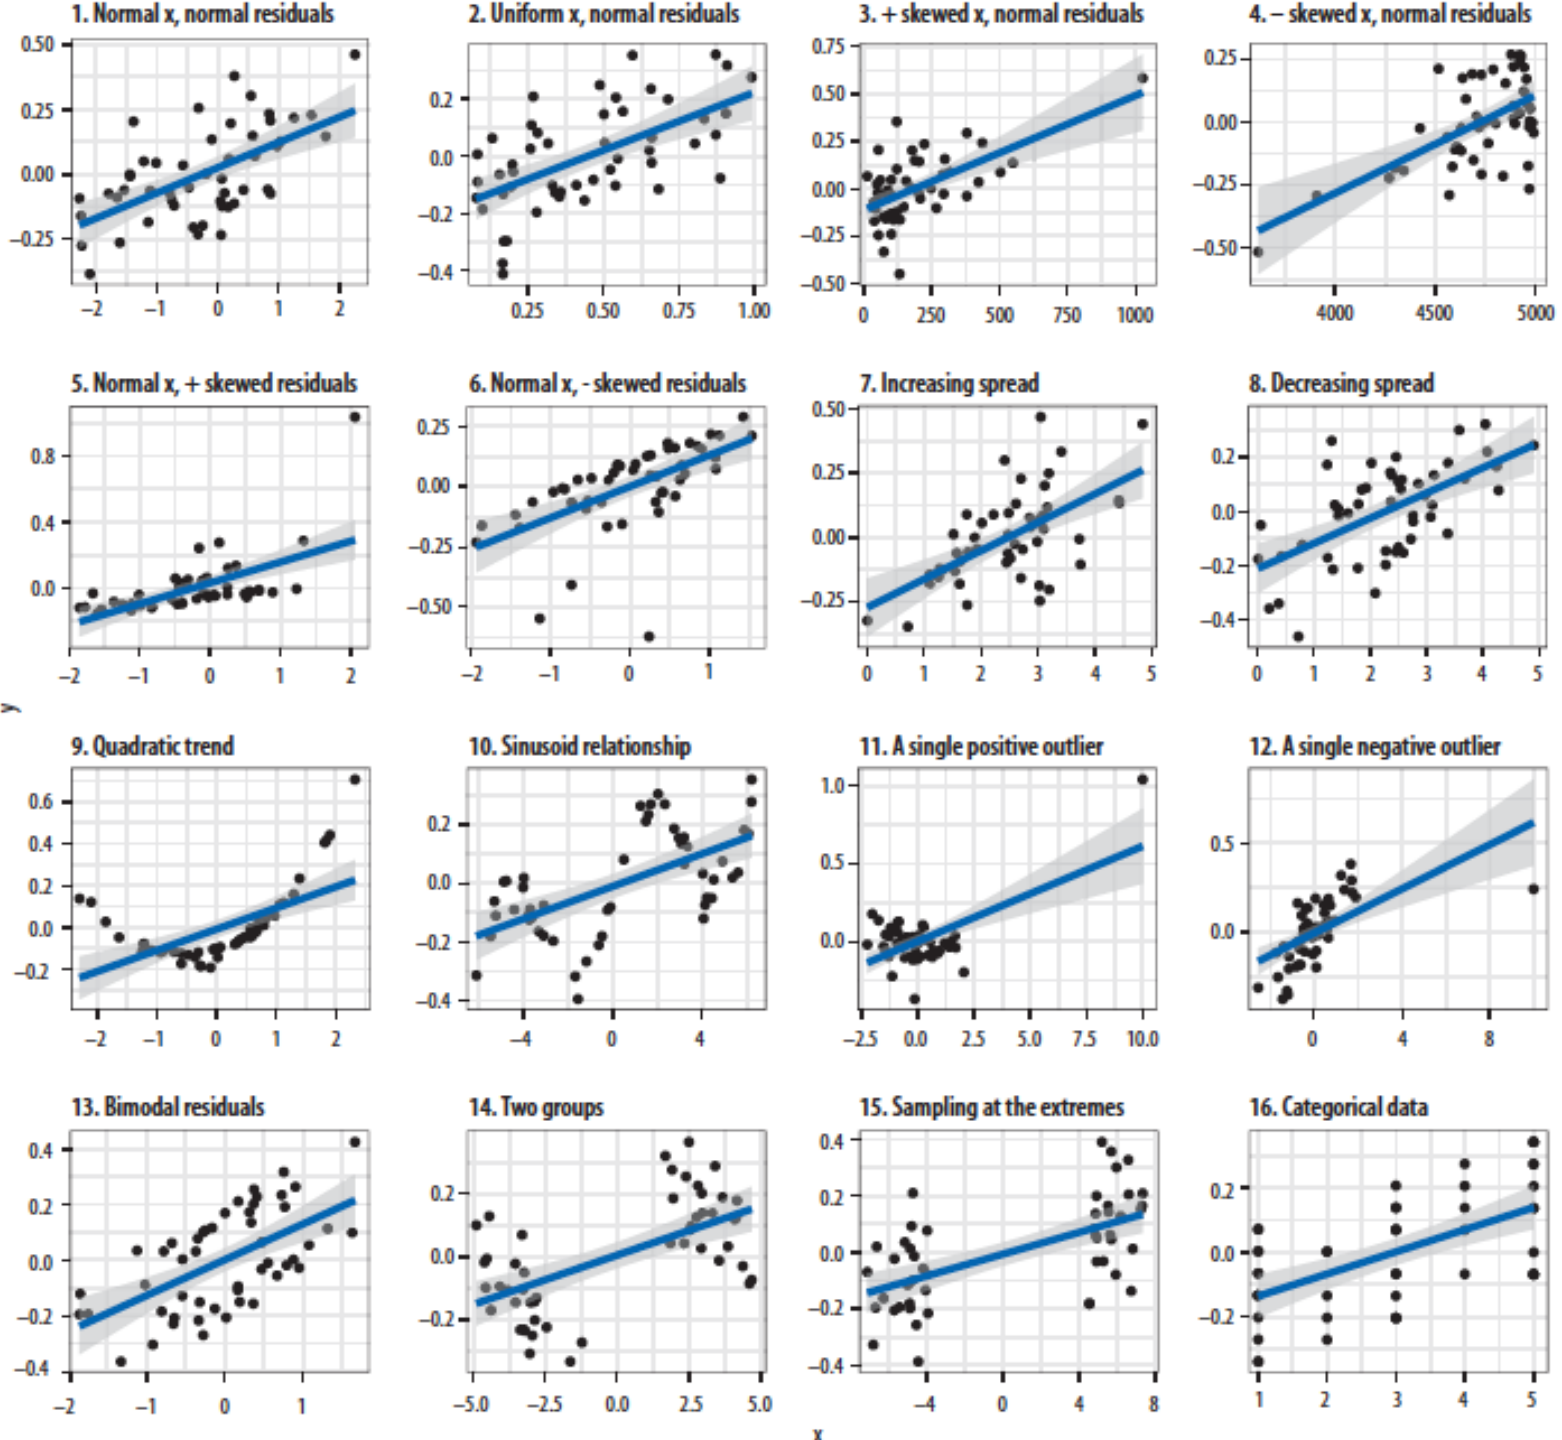 1. Normal x, normal residuals
2. Uniform x, normal residuals
3. + skewed x, normal residuals
4. – skewed x, normal residuals
0.50
0.25
0.00
–0.25
–2 –1 0 1 2
0.2
0.0
–0.2
–0.4
0.25 0.50 0.75 1.00
0.75
0.50
0.25
0.00
–0.25
–0.50
0 250 500 750 1000
0.25
0.00
–0.25
–0.50
4000 4500 5000
5. Normal x, + skewed residuals
6. Normal x, - skewed residuals
7. Increasing spread
8. Decreasing spread
0.8
0.4
0.0
–2 –1 0 1 2
0.25
0.00
–0.25
–0.50
–2 –1 0 1
0.50
0.25
0.00
–0.25
0 1 2 3 4 5
0.2
0.0
–0.2
–0.4
0 1 2 3 4 5
y
9. Quadratic trend
10. Sinusoid relationship
11. A single positive outlier
12. A single negative outlier
0.6
0.4
0.2
0.0
–0.2
–2 –1 0 1 2
0.2
0.0
–0.2
–0.4
–4 0 4
1.0
0.5
0.0
–2.5 0.0 2.5 5.0 7.5 10.0
0.5
0.0
0 4 8
13. Bimodal residuals
14. Two groups
15. Sampling at the extremes
16. Categorical data
0.4
0.2
0.0
–0.2
–0.4
–2 –1 0 1
0.2
0.0
–0.2
–5.0 –2.5 0.0 2.5 5.0
0.4
0.2
0.0
–0.2
–0.4
–4 0 4 8
0.2
0.0
–0.2
1 2 3 4 5
x